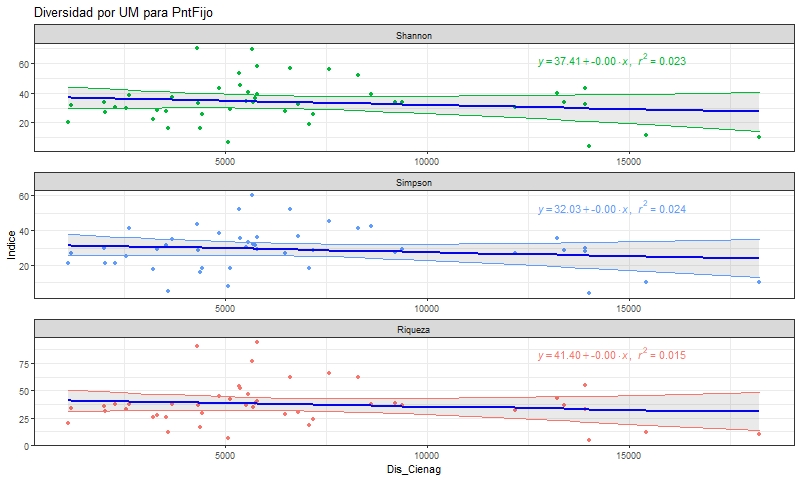 Diversidad por UM para PntFijo
Shannon
y = 37.41 + -0.00 · x,  r² = 0.023
60
40
20
5000 10000 15000
Simpson
y = 32.03 + -0.00 · x,  r² = 0.024
60
40
20
5000 10000 15000
Indice
Riqueza
y = 41.40 + -0.00 · x,  r² = 0.015
75
50
25
0
5000 10000 15000
Dis_Cienag